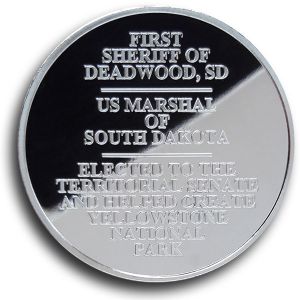 FIRST
SHERIFF OF
DEADWOOD, SD
US MARSHAL
OF
SOUTH DAKOTA
ELECTED TO THE
TERRITORIAL SENATE
AND HELPED CREATE
YELLOWSTONE
NATIONAL
PARK